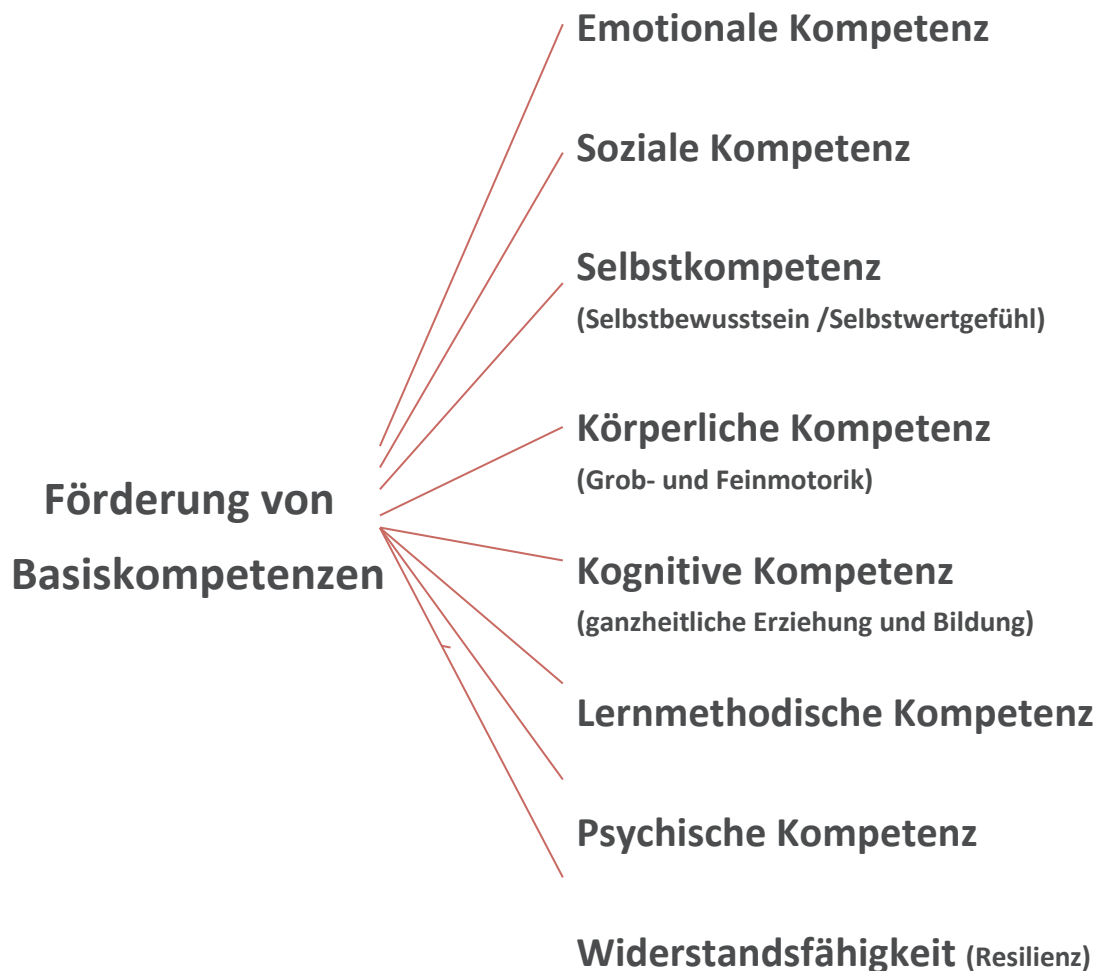 Emotionale Kompetenz
Soziale Kompetenz
Selbstkompetenz
(Selbstbewusstsein /Selbstwertgefühl)
Körperliche Kompetenz
(Grob- und Feinmotorik)
Förderung von
Basiskompetenzen
Kognitive Kompetenz
(ganzheitliche Erziehung und Bildung)
Lernmethodische Kompetenz
Psychische Kompetenz
Widerstandsfähigkeit (Resilienz)